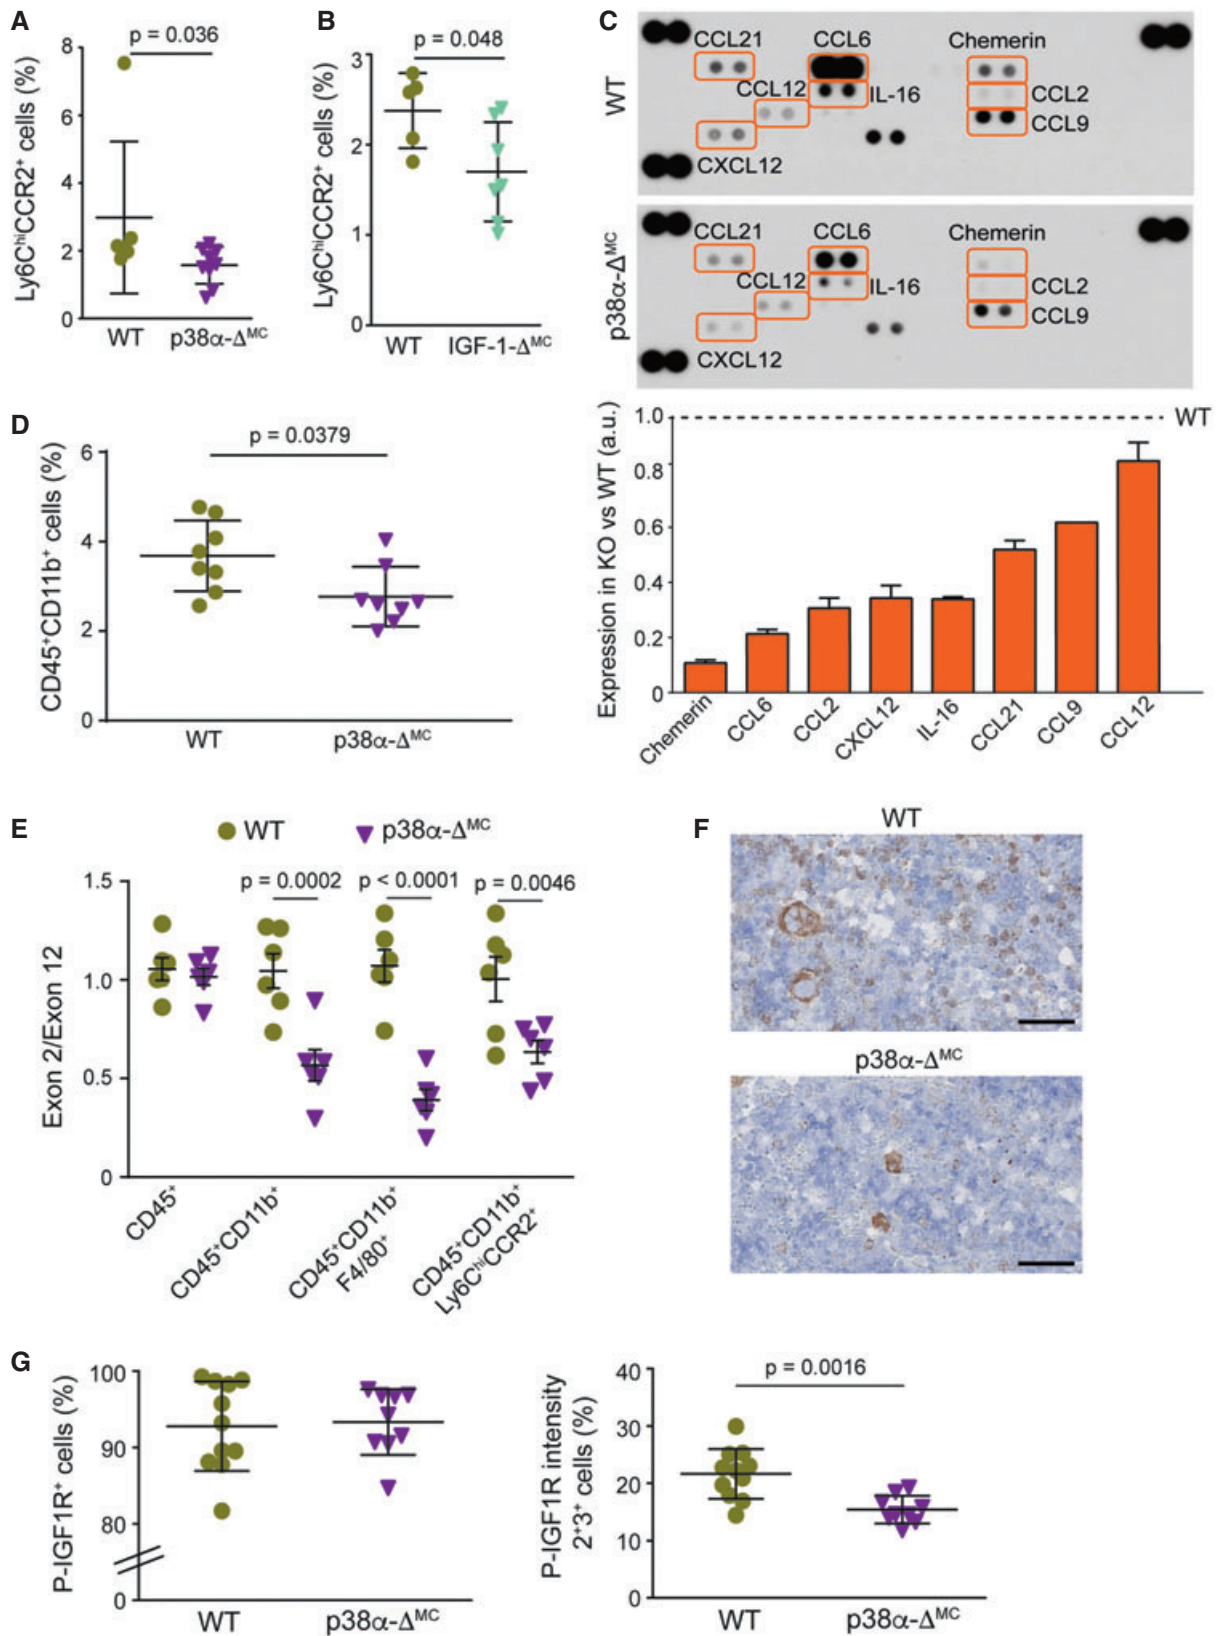 A
p = 0.036
Ly6C^hiCCR2⁺ cells (%)
8
6
4
2
0
WT
p38α-Δ^MC
B
p = 0.048
Ly6C^hiCCR2⁺ cells (%)
3
2
1
0
WT
IGF-1-Δ^MC
C
WT
CCL21
CCL6
Chemerin
CCL12
IL-16
CCL2
CCL9
CXCL12
p38α-Δ^MC
CCL21
CCL6
Chemerin
CCL12
IL-16
CCL2
CCL9
CXCL12
Expression in KO vs WT (a.u.)
1.0
0.8
0.6
0.4
0.2
0
WT
Chemerin
CCL6
CCL2
CXCL12
IL-16
CCL21
CCL9
CCL12
D
p = 0.0379
CD45⁺CD11b⁺ cells (%)
6
4
2
0
WT
p38α-Δ^MC
E
WT
p38α-Δ^MC
p = 0.0002
p < 0.0001
p = 0.0046
Exon 2/Exon 12
1.5
1.0
0.5
0
CD45⁺
CD45⁺CD11b⁺
CD45⁺CD11b⁺
F4/80⁺
CD45⁺CD11b⁺
Ly6C^hiCCR2⁺
F
WT
p38α-Δ^MC
G
P-IGF1R⁺ cells (%)
100
90
80
0
WT
p38α-Δ^MC
p = 0.0016
P-IGF1R intensity
2⁺3⁺ cells (%)
40
30
20
10
0
WT
p38α-Δ^MC